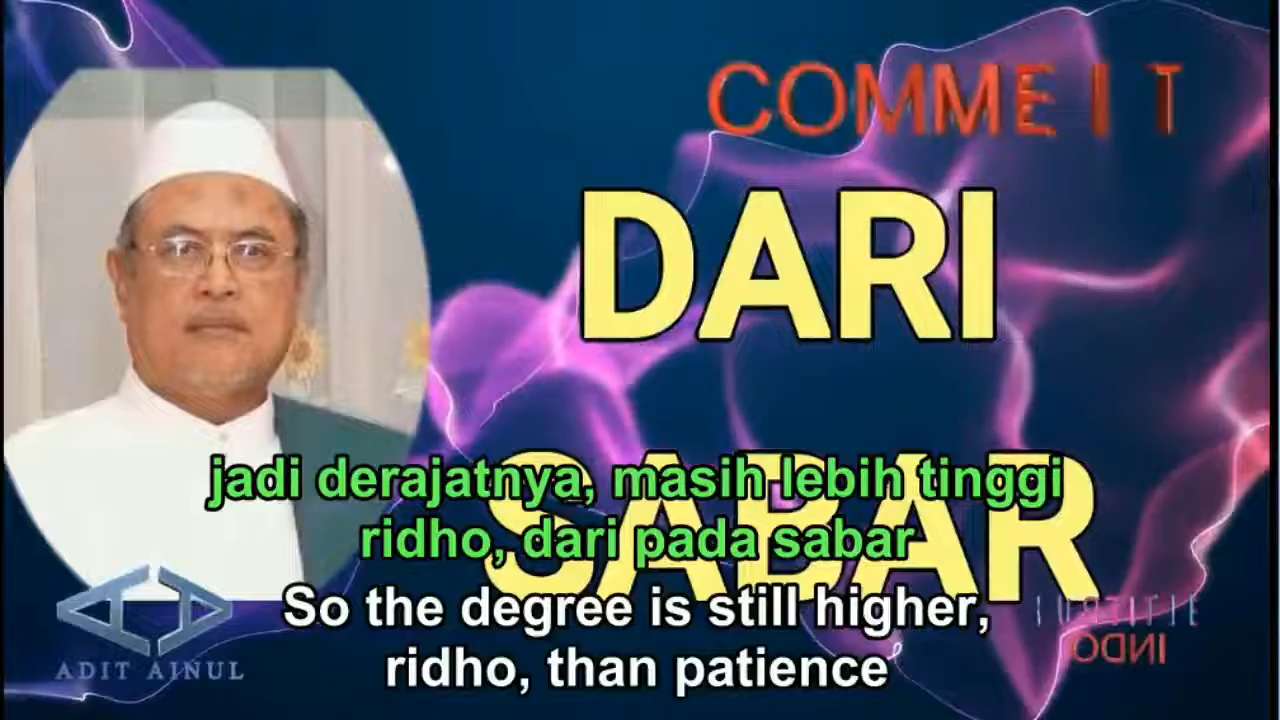 COMME I T
DARI
SABAR
jadi derajatnya, masih lebih tinggi
ridho, dari pada sabar
So the degree is still higher,
ridho, than patience
ADIT AINUL
INDO